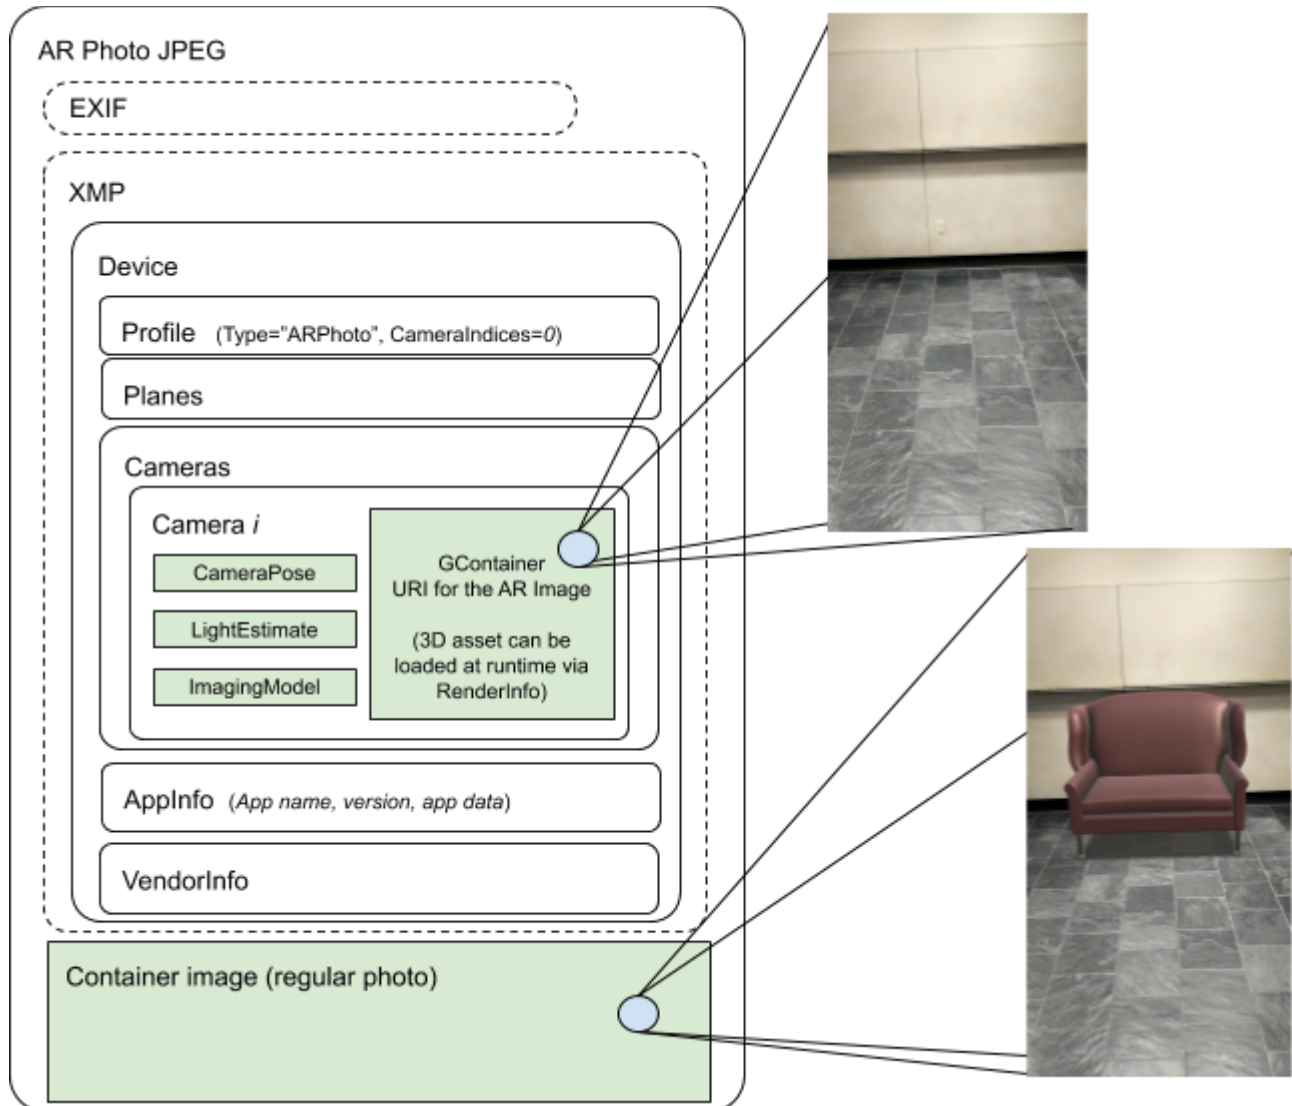 AR Photo JPEG
EXIF
XMP
Device
Profile (Type="ARPhoto", CameraIndices=0)
Planes
Cameras
Camera i
CameraPose
LightEstimate
ImagingModel
GContainer
URI for the AR Image
(3D asset can be
loaded at runtime via
RenderInfo)
AppInfo (App name, version, app data)
VendorInfo
Container image (regular photo)